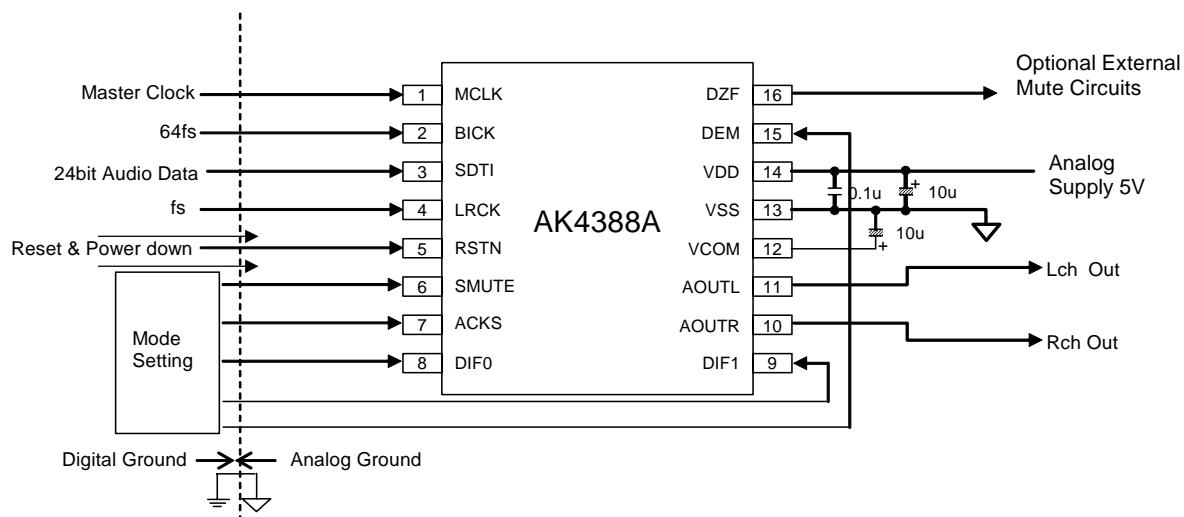 Master Clock
64fs
24bit Audio Data
fs
Reset & Power down
Mode
Setting
Digital Ground
Analog Ground
1 MCLK
2 BICK
3 SDTI
4 LRCK
5 RSTN
6 SMUTE
7 ACKS
8 DIF0
AK4388A
DZF 16
DEM 15
VDD 14
VSS 13
VCOM 12
AOUTL 11
AOUTR 10
DIF1 9
Optional External
Mute Circuits
Analog
Supply 5V
0.1u
+ 10u
10u
+
Lch Out
Rch Out